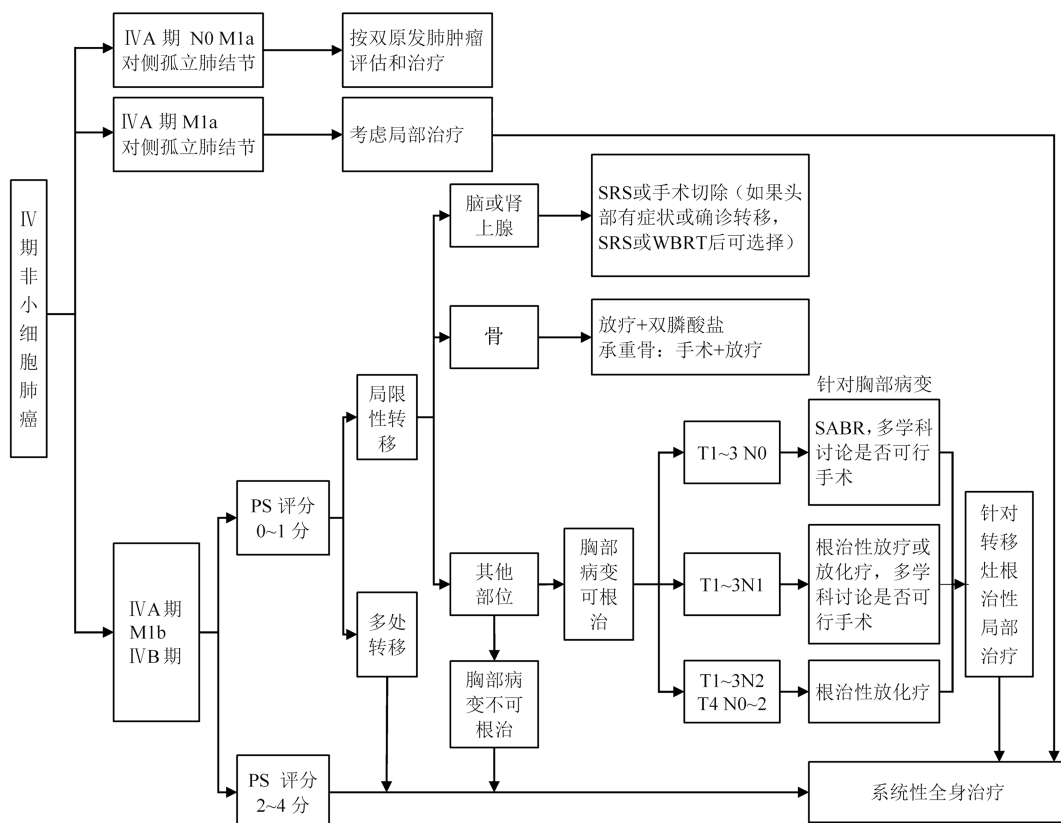 Ⅳ
期
非
小
细
胞
肺
癌
ⅣA 期 N0 M1a
对侧孤立肺结节
按双原发肺肿瘤
评估和治疗
ⅣA 期 M1a
对侧孤立肺结节
考虑局部治疗
ⅣA 期
M1b
ⅣB 期
PS 评分
0~1 分
PS 评分
2~4 分
局限
性转
移
多处
转移
脑或肾
上腺
SRS或手术切除（如果头
部有症状或确诊转移，
SRS或WBRT后可选择）
骨
放疗+双膦酸盐
承重骨：手术+放疗
其他
部位
胸部病
变不可
根治
胸部
病变
可根
治
针对胸部病变
T1~3 N0
SABR，多学科
讨论是否可行
手术
T1~3N1
根治性放疗或
放化疗，多学
科讨论是否可
行手术
T1~3N2
T4 N0~2
根治性放化疗
针对
转移
灶根
治性
局部
治疗
系统性全身治疗